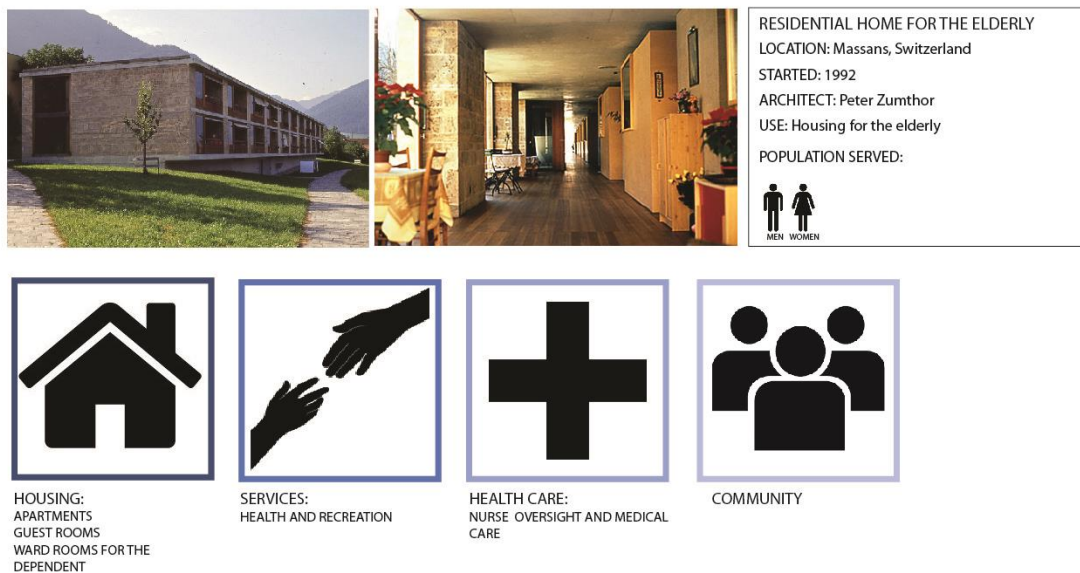 RESIDENTIAL HOME FOR THE ELDERLY
LOCATION: Massans, Switzerland
STARTED: 1992
ARCHITECT: Peter Zumthor
USE: Housing for the elderly
POPULATION SERVED:
MEN WOMEN
HOUSING:
APARTMENTS
GUEST ROOMS
WARD ROOMS FOR THE
DEPENDENT
SERVICES:
HEALTH AND RECREATION
HEALTH CARE:
NURSE OVERSIGHT AND MEDICAL
CARE
COMMUNITY